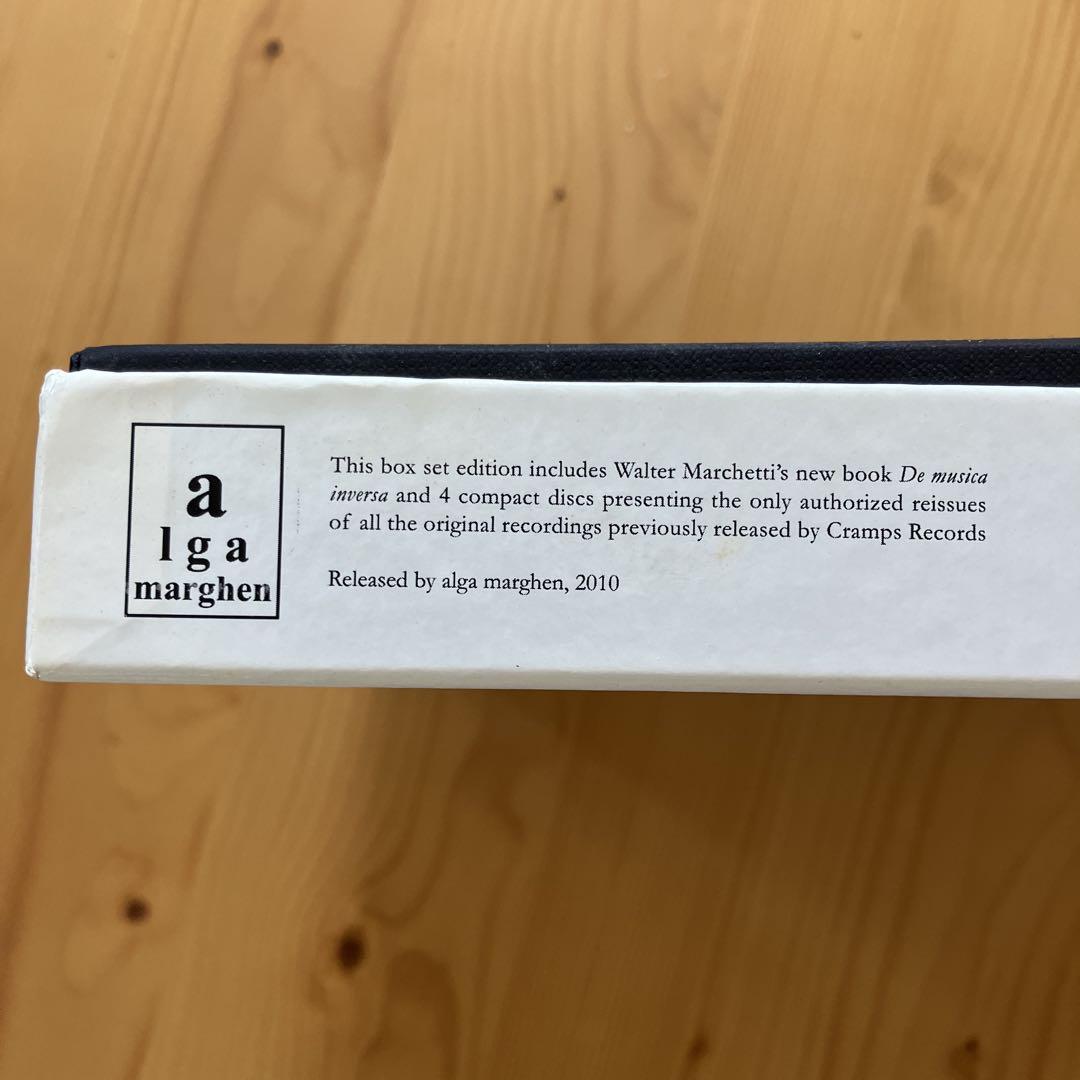 a
lga
marghen
This box set edition includes Walter Marchetti's new book De musica
inversa and 4 compact discs presenting the only authorized reissues
of all the original recordings previously released by Cramps Records
Released by alga marghen, 2010